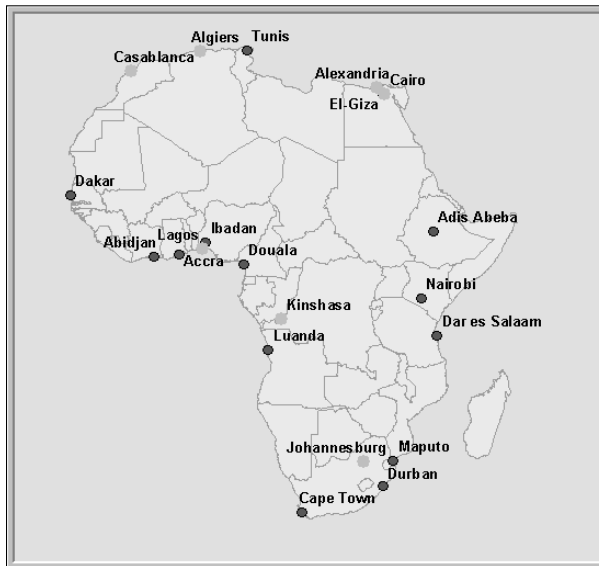 Algiers
Tunis
Casablanca
Alexandria
Cairo
El-Giza
Dakar
Adis Abeba
Ibadan
Lagos
Abidjan
Accra
Douala
Nairobi
Kinshasa
Dar es Salaam
Luanda
Johannesburg
Maputo
Durban
Cape Town